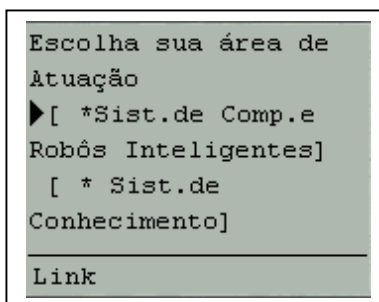 Escolha sua área de
Atuação
[ *Sist.de Comp.e
Robôs Inteligentes]
[ * Sist.de
Conhecimento]
Link